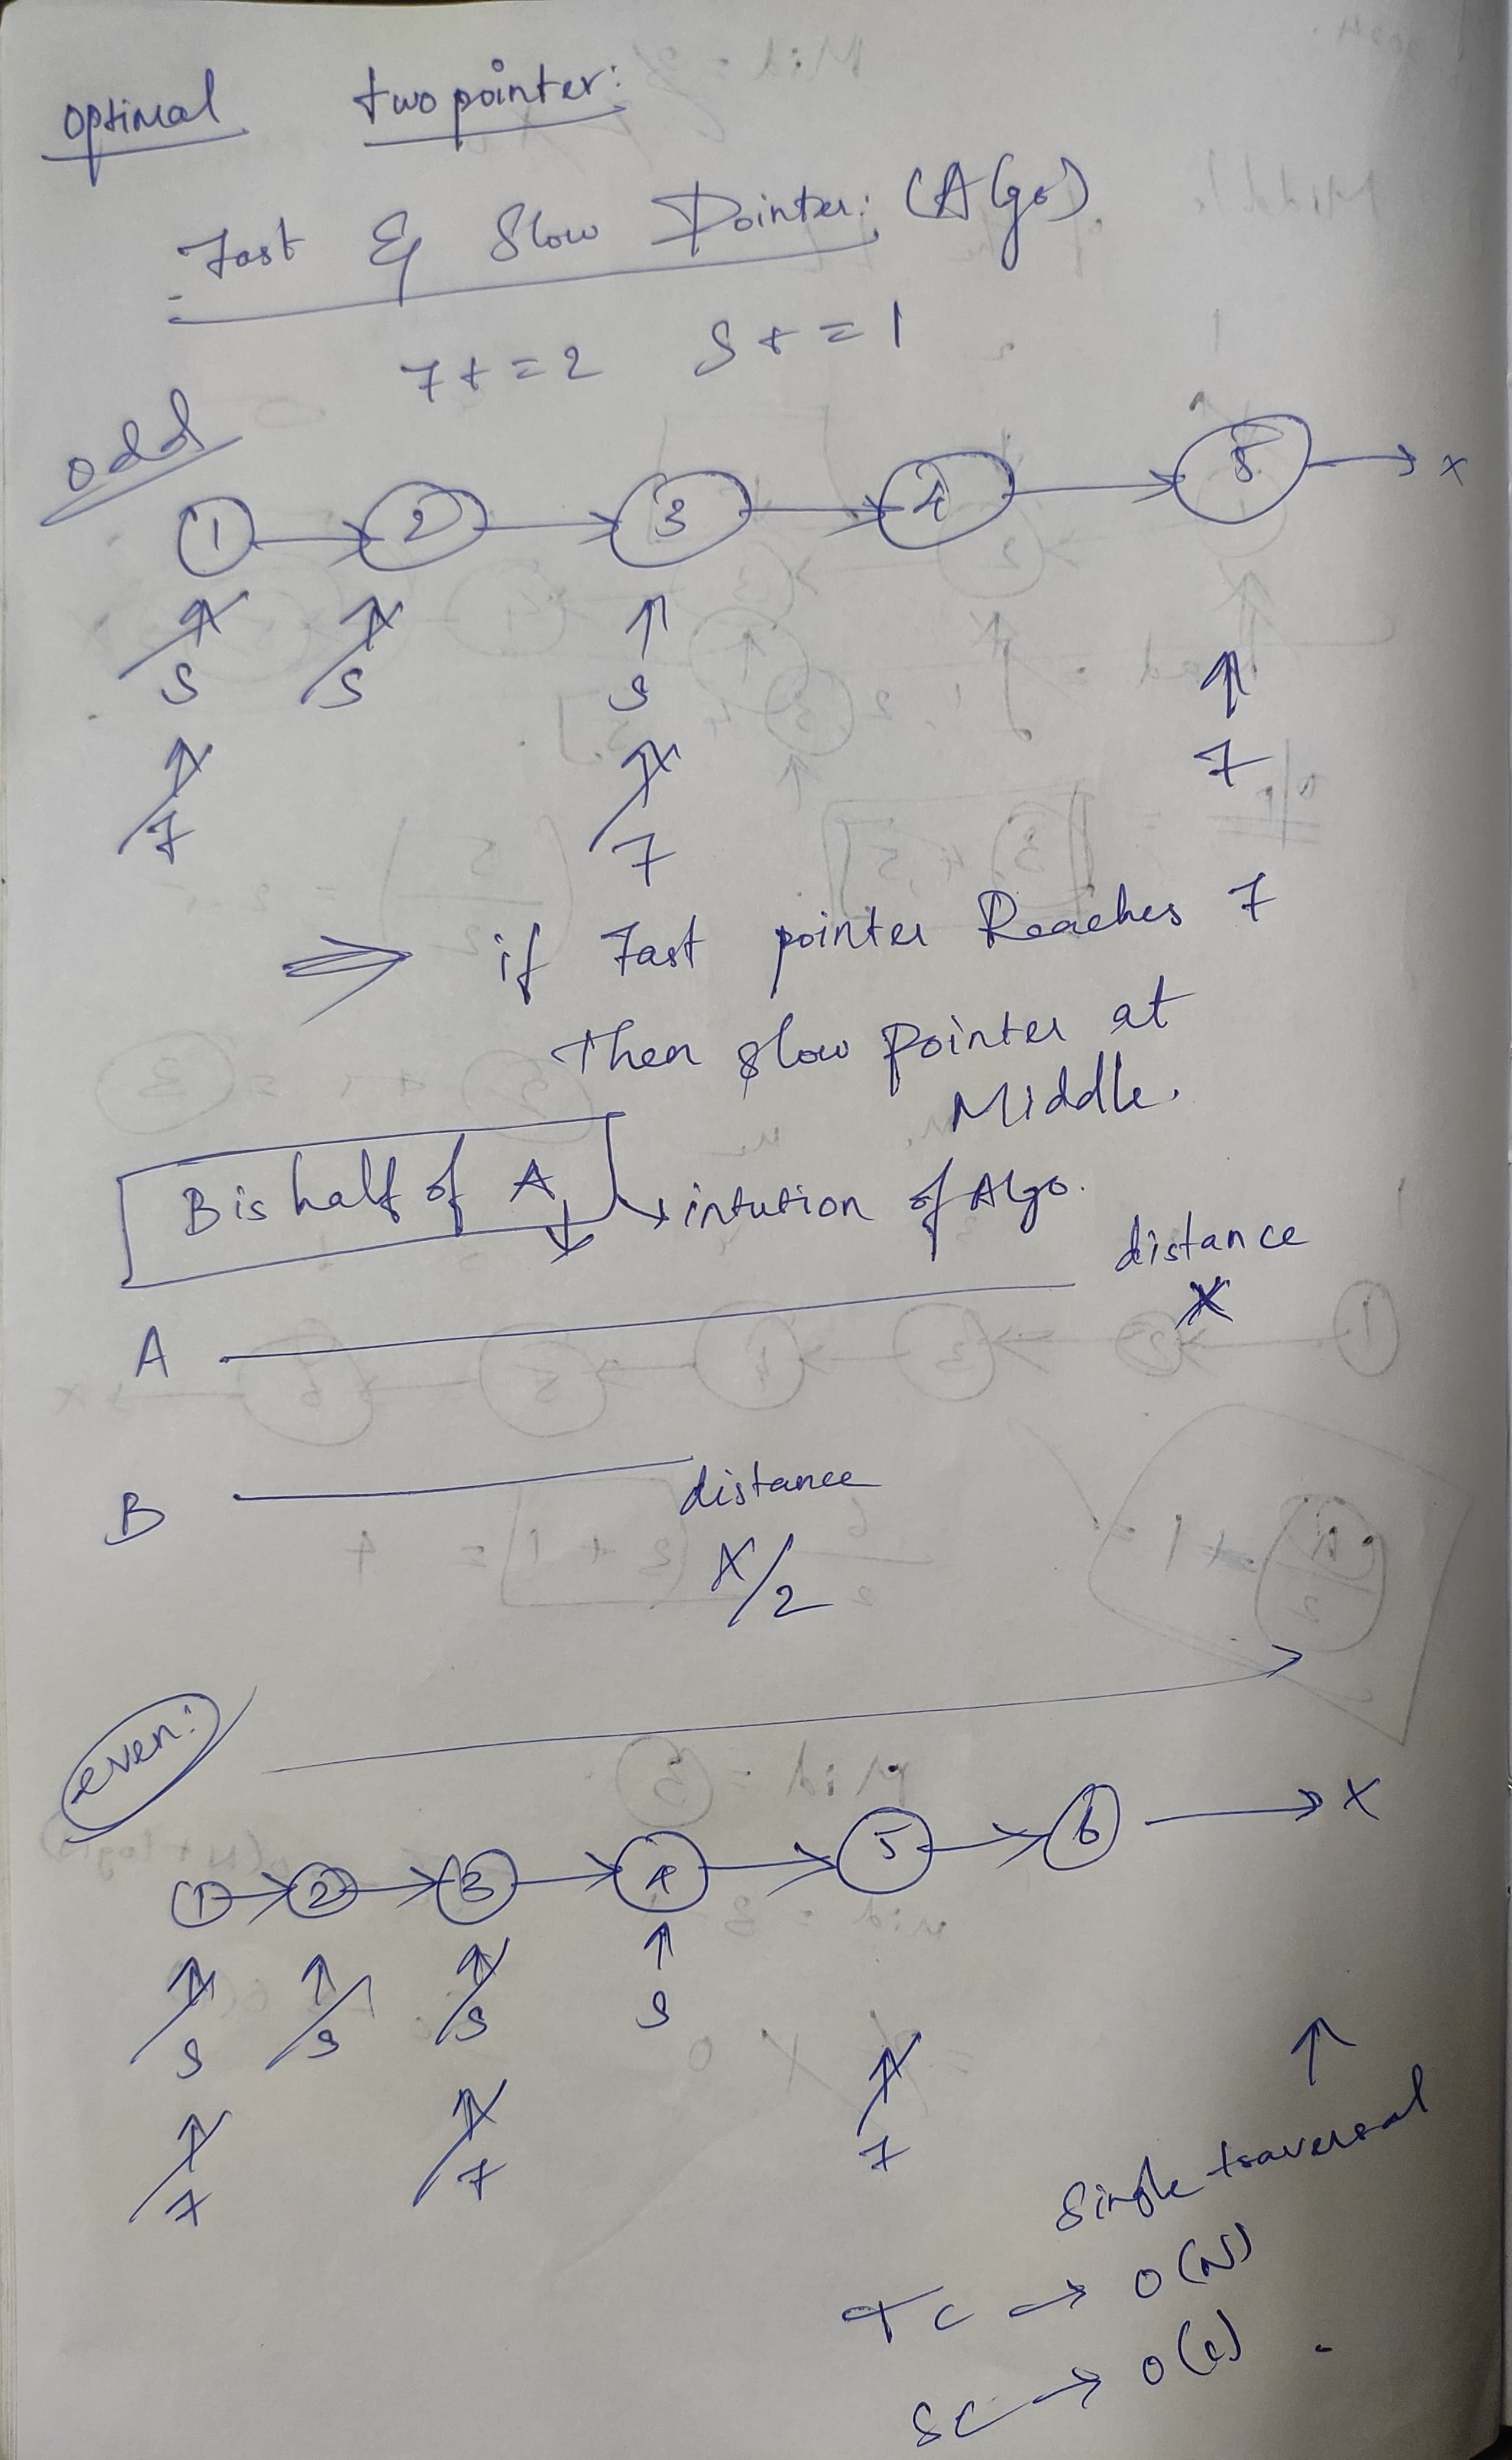 optimal two pointer:
Fast & Slow Pointer: (Algo)
F + = 2 S + = 1
odd
1 → 2 → 3 → 4 → 5 → x
↑ ↑ ↑ ↑
S S S F
↑ ↑
F F
⇒ if Fast pointer Reaches F
Then slow Pointer at
Middle.
B is half of A ↘ intution of Algo.
distance
X
A
B
distance
X/2
even:
1 → 2 → 3 → 4 → 5 → 6 → X
↑ ↑ ↑ ↑
S S S S
↑ ↑ ↑ ↑
F F F
Single traversal
TC → O(N)
SC → O(1)